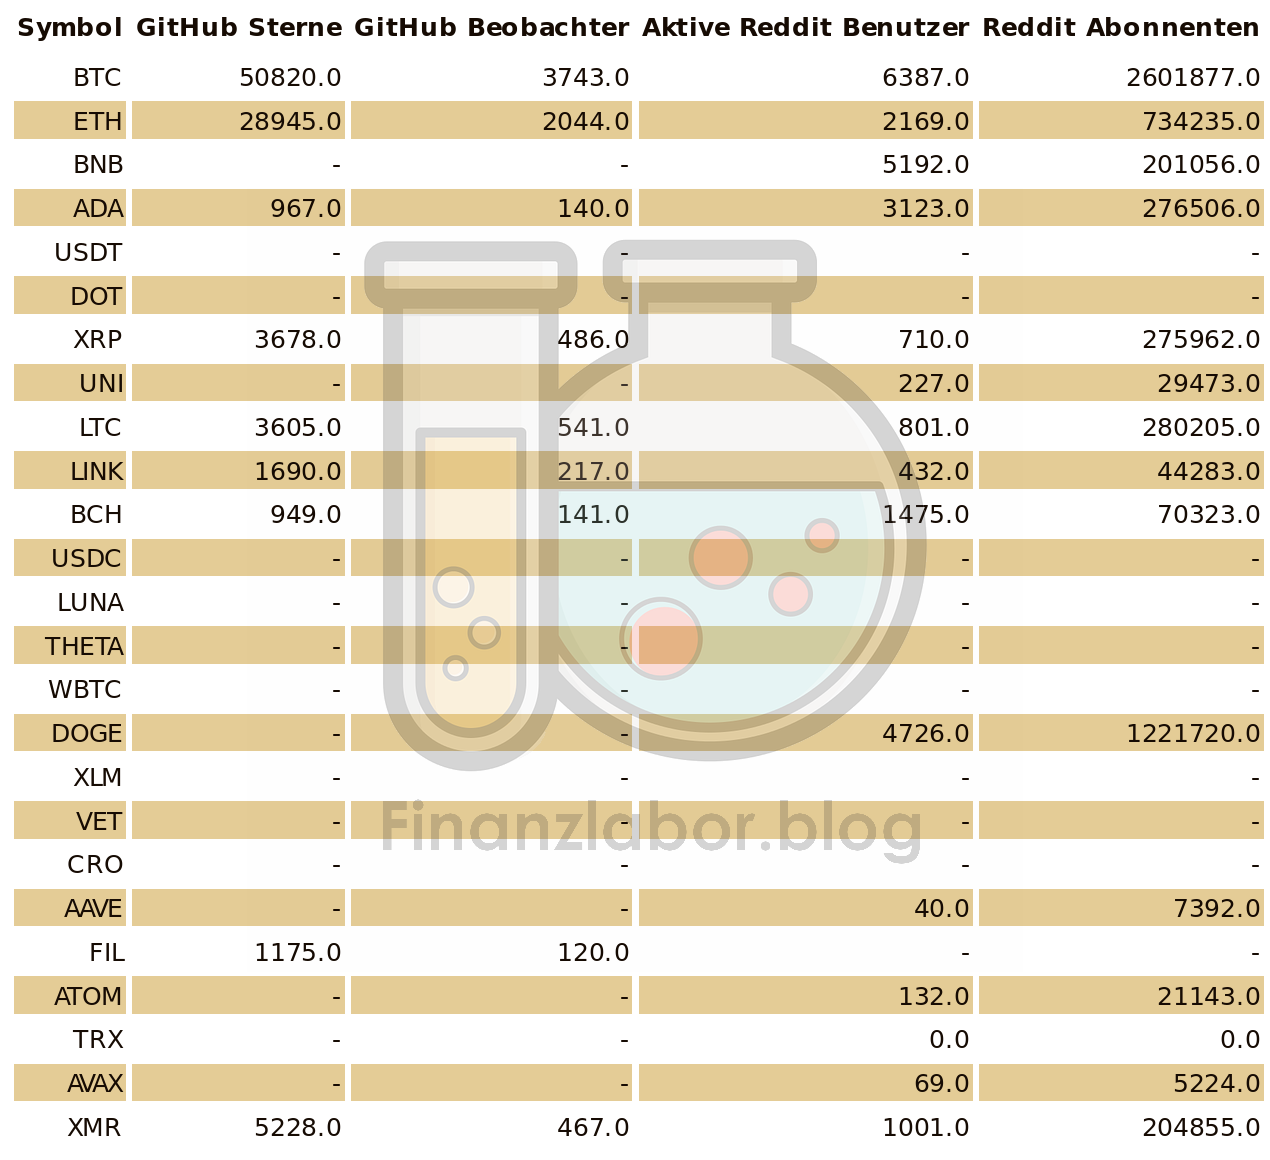 Symbol GitHub Sterne GitHub Beobachter Aktive Reddit Benutzer Reddit Abonnenten
BTC 50820.0 3743.0 6387.0 2601877.0
ETH 28945.0 2044.0 2169.0 734235.0
BNB - - 5192.0 201056.0
ADA 967.0 140.0 3123.0 276506.0
USDT - - - -
DOT - - - -
XRP 3678.0 486.0 710.0 275962.0
UNI - - 227.0 29473.0
LTC 3605.0 541.0 801.0 280205.0
LINK 1690.0 217.0 432.0 44283.0
BCH 949.0 141.0 1475.0 70323.0
USDC - - - -
LUNA - - - -
THETA - - - -
WBTC - - - -
DOGE - - 4726.0 1221720.0
XLM - - - -
VET - - - -
Finanzlabor.blog
CRO - - - -
AAVE - - 40.0 7392.0
FIL 1175.0 120.0 - -
ATOM - - 132.0 21143.0
TRX - - 0.0 0.0
AVAX - - 69.0 5224.0
XMR 5228.0 467.0 1001.0 204855.0